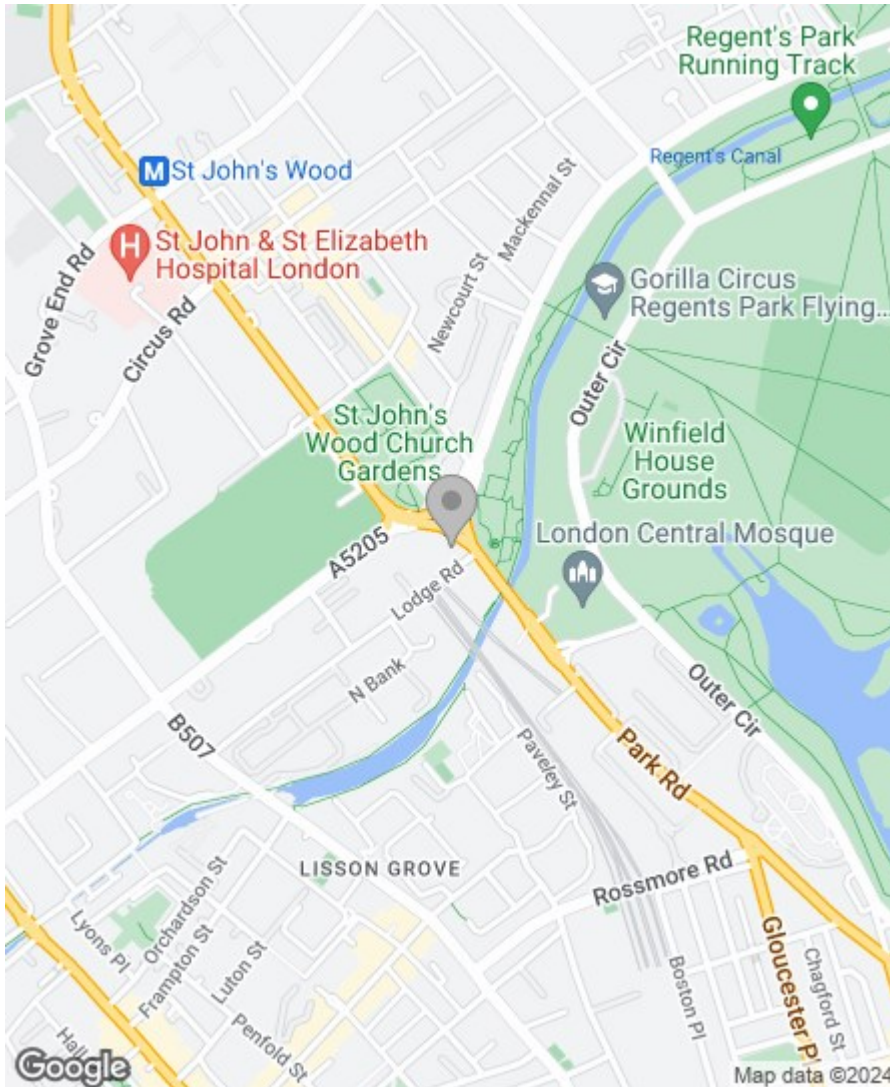 Regent's Park
Running Track
Regent's Canal
M
St John's Wood
Mackennal St
H
St John & St Elizabeth
Hospital London
Newcourt St
Gorilla Circus
Regents Park Flying...
Grove End Rd
Circus Rd
Outer Cir
St John's
Wood Church
Gardens
Winfield
House
Grounds
A5205
London Central Mosque
Lodge Rd
N Bank
Outer Cir
B507
Paveley St
Park Rd
LISSON GROVE
Rossmore Rd
Orchardson St
Lyons Pl
Frampton St
Luton St
Gloucester Pl
Boston Pl
Chagford St
Penfold St
Hall
Google
Map data ©2024